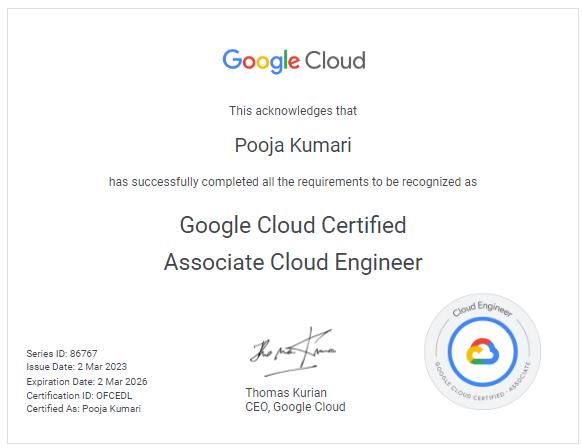 Google Cloud
This acknowledges that
Pooja Kumari
has successfully completed all the requirements to be recognized as
Google Cloud Certified
Associate Cloud Engineer
Cloud Engineer
GOOGLE CLOUD CERTIFIED · ASSOCIATE
Series ID: 86767
Issue Date: 2 Mar 2023
Expiration Date: 2 Mar 2026
Certification ID: OFCEDL
Certified As: Pooja Kumari
Thomas Kurian
CEO, Google Cloud